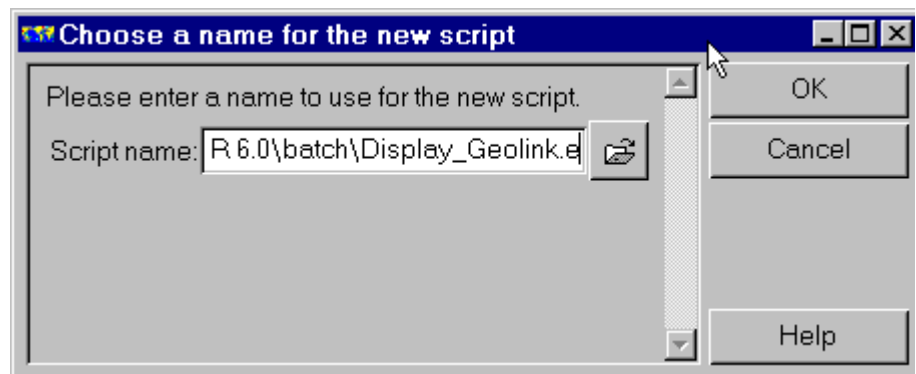 Choose a name for the new script
Please enter a name to use for the new script.
Script name: R 6.0\batch\Display_Geolink.e
OK
Cancel
Help